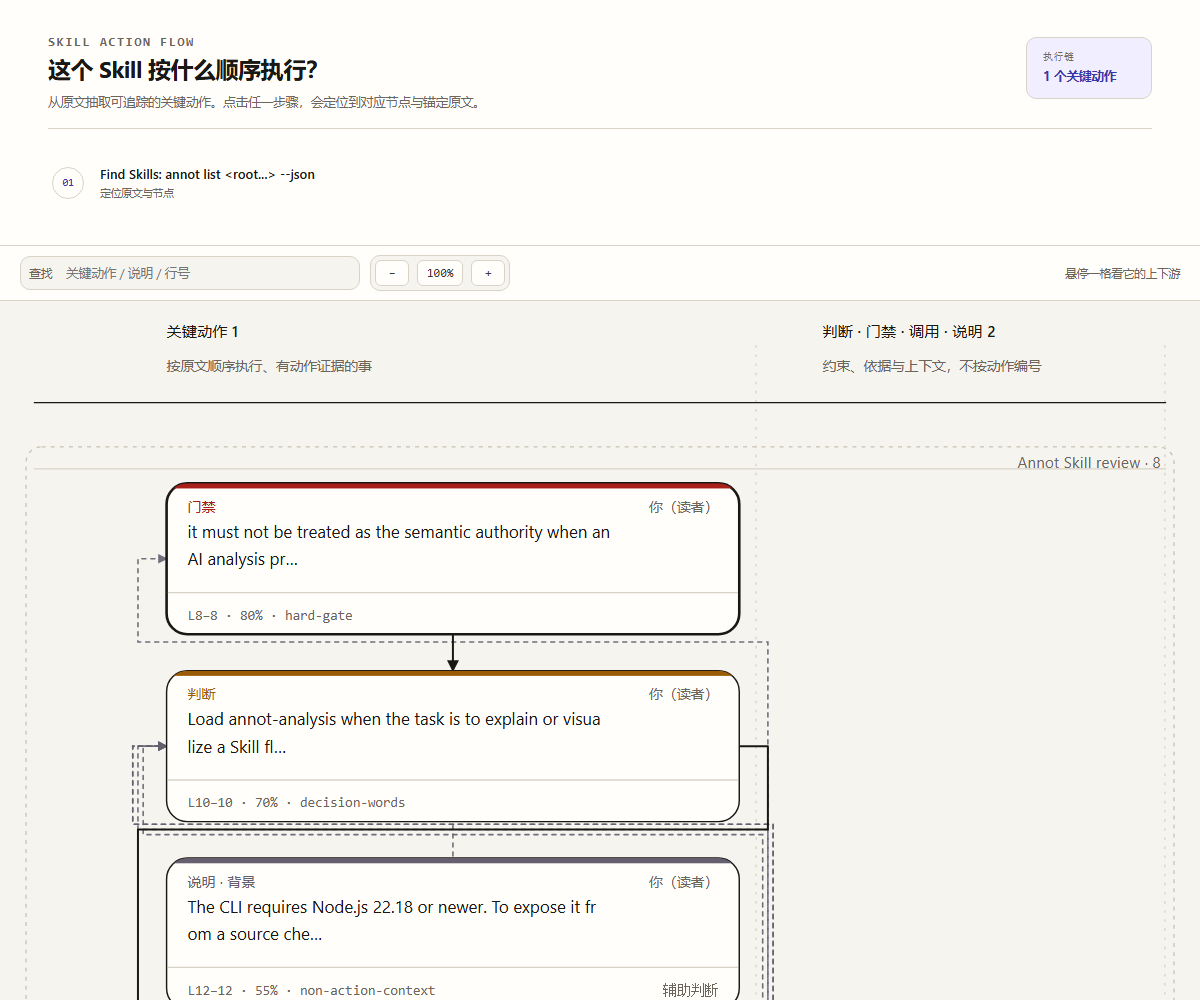 SKILL ACTION FLOW
这个 Skill 按什么顺序执行？
从原文抽取可追踪的关键动作。点击任一步骤，会定位到对应节点与锚定原文。
执行链
1 个关键动作
01
Find Skills: annot list <root...> --json
定位原文与节点
查找 关键动作 / 说明 / 行号
− 100% +
悬停一格看它的上下游
关键动作 1
按原文顺序执行、有动作证据的事
判断 · 门禁 · 调用 · 说明 2
约束、依据与上下文，不按动作编号
Annot Skill review · 8
门禁 你（读者）
it must not be treated as the semantic authority when an
AI analysis pr...
L8–8 · 80% · hard-gate
判断 你（读者）
Load annot-analysis when the task is to explain or visua
lize a Skill fl...
L10–10 · 70% · decision-words
说明 · 背景 你（读者）
The CLI requires Node.js 22.18 or newer. To expose it fr
om a source che...
L12–12 · 55% · non-action-context 辅助判断